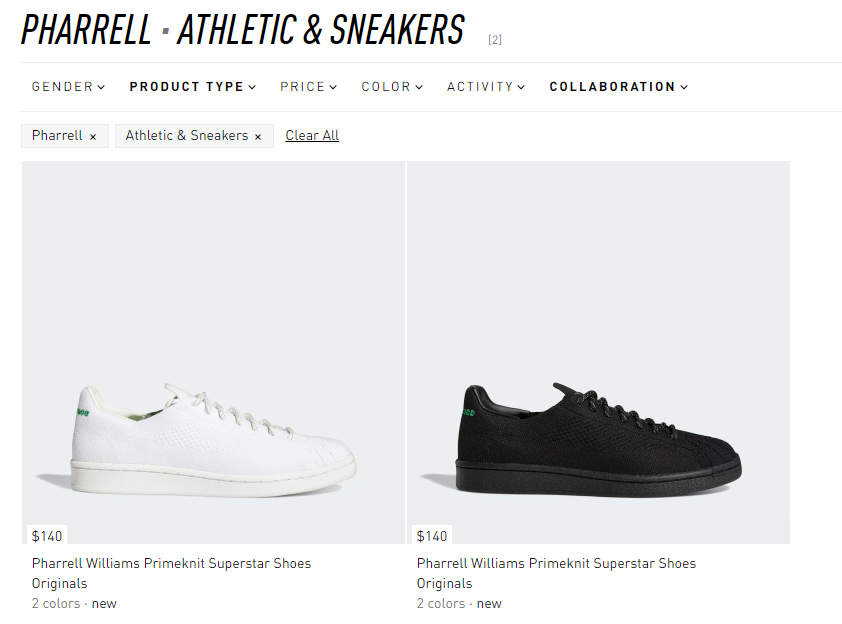 PHARRELL · ATHLETIC & SNEAKERS [2]
GENDER PRODUCT TYPE PRICE COLOR ACTIVITY COLLABORATION
Pharrell × Athletic & Sneakers × Clear All
$140 $140
Pharrell Williams Primeknit Superstar Shoes Pharrell Williams Primeknit Superstar Shoes
Originals Originals
2 colors · new 2 colors · new